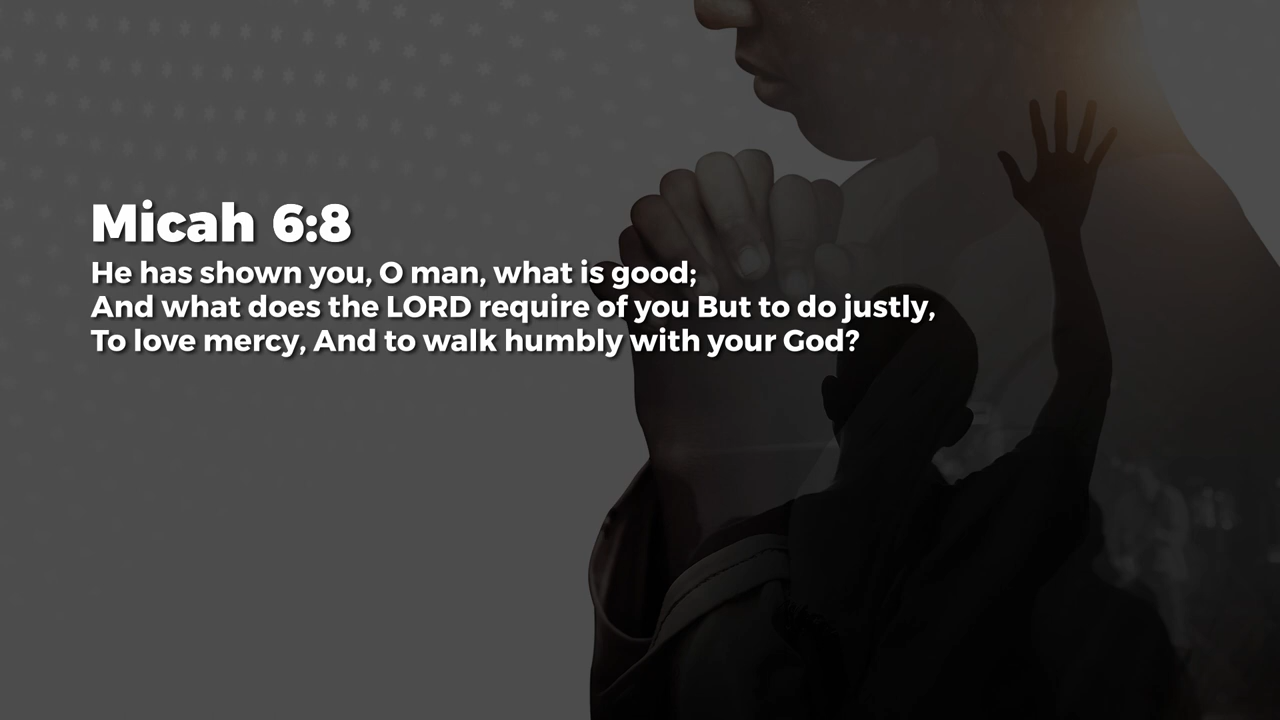 Micah 6:8
He has shown you, O man, what is good;
And what does the LORD require of you But to do justly,
To love mercy, And to walk humbly with your God?